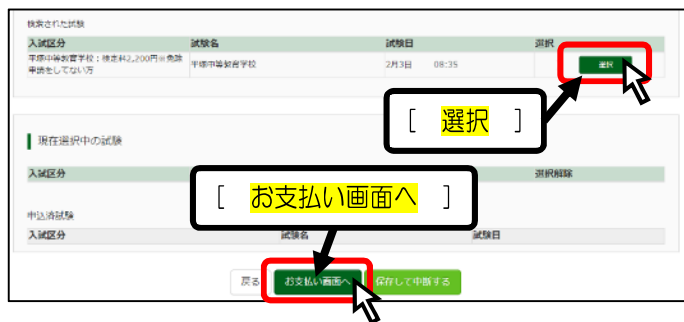 検索された試験
入試区分 試験名 試験日 選択
平塚中等教育学校：検定料2,200円※免除 平塚中等教育学校 2月3日 08:35 選択
申請をしてない方
[ 選択 ]
現在選択中の試験
入試区分 選択解除
[ お支払い画面へ ]
申込済試験
入試区分 試験名 試験日
戻る お支払い画面へ 保存して中断する